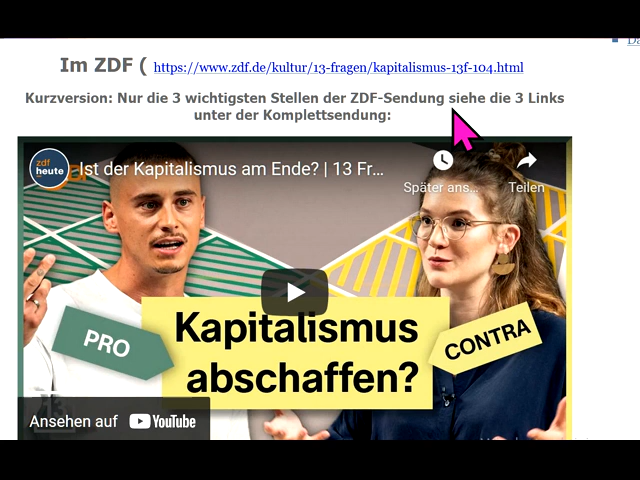 Im ZDF ( https://www.zdf.de/kultur/13-fragen/kapitalismus-13f-104.html
Kurzversion: Nur die 3 wichtigsten Stellen der ZDF-Sendung siehe die 3 Links
unter der Komplettsendung:
zdf heute
Ist der Kapitalismus am Ende? | 13 Fr...
Später ans...
Teilen
PRO
Kapitalismus
abschaffen?
CONTRA
Ansehen auf YouTube